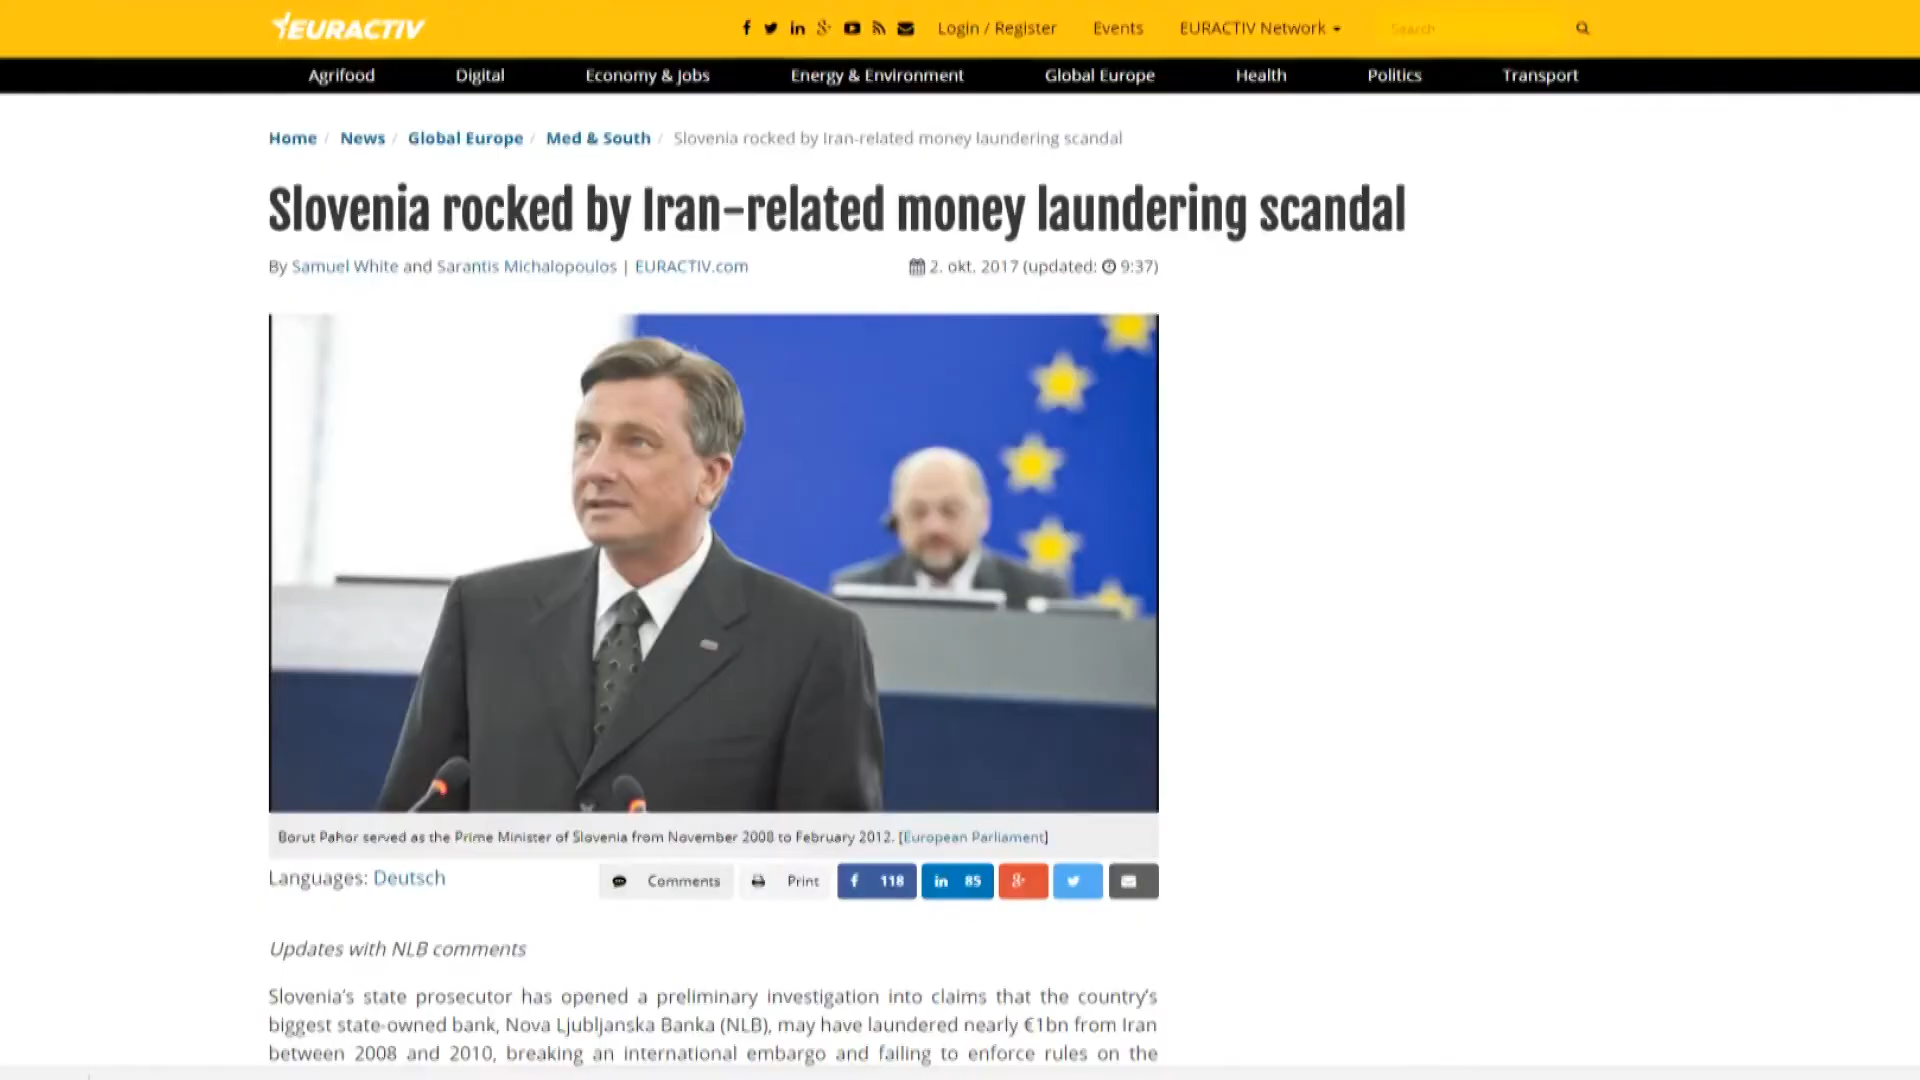 EURACTIV
Login / Register Events EURACTIV Network Search
Agrifood Digital Economy & Jobs Energy & Environment Global Europe Health Politics Transport
Home / News / Global Europe / Med & South / Slovenia rocked by Iran-related money laundering scandal
Slovenia rocked by Iran-related money laundering scandal
By Samuel White and Sarantis Michalopoulos | EURACTIV.com 2. okt. 2017 (updated: 9:37)
Borut Pahor served as the Prime Minister of Slovenia from November 2008 to February 2012. [European Parliament]
Languages: Deutsch Comments Print 118 85
Updates with NLB comments
Slovenia's state prosecutor has opened a preliminary investigation into claims that the country's
biggest state-owned bank, Nova Ljubljanska Banka (NLB), may have laundered nearly €1bn from Iran
between 2008 and 2010, breaking an international embargo and failing to enforce rules on the